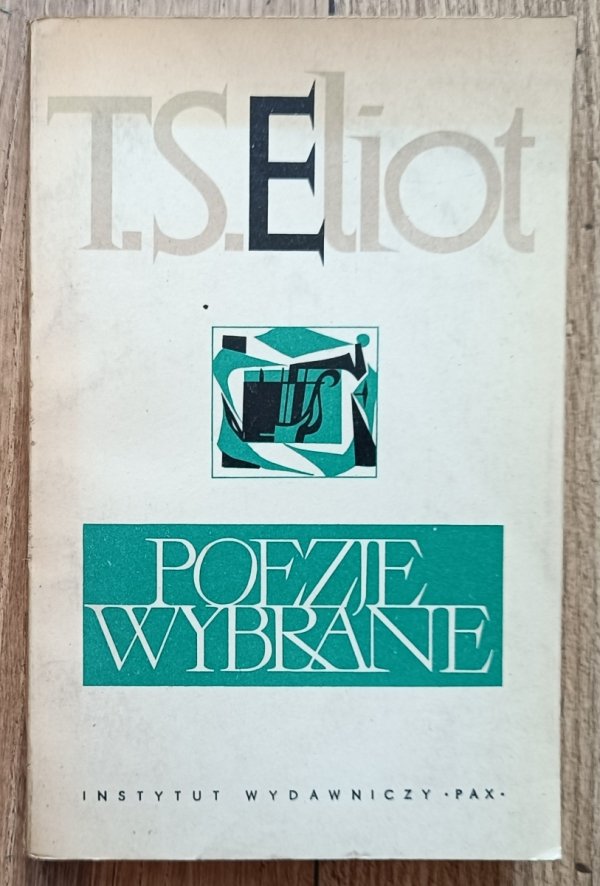 T.S.Eliot
POEZJE
WYBRANE
INSTYTUT WYDAWNICZY •PAX•